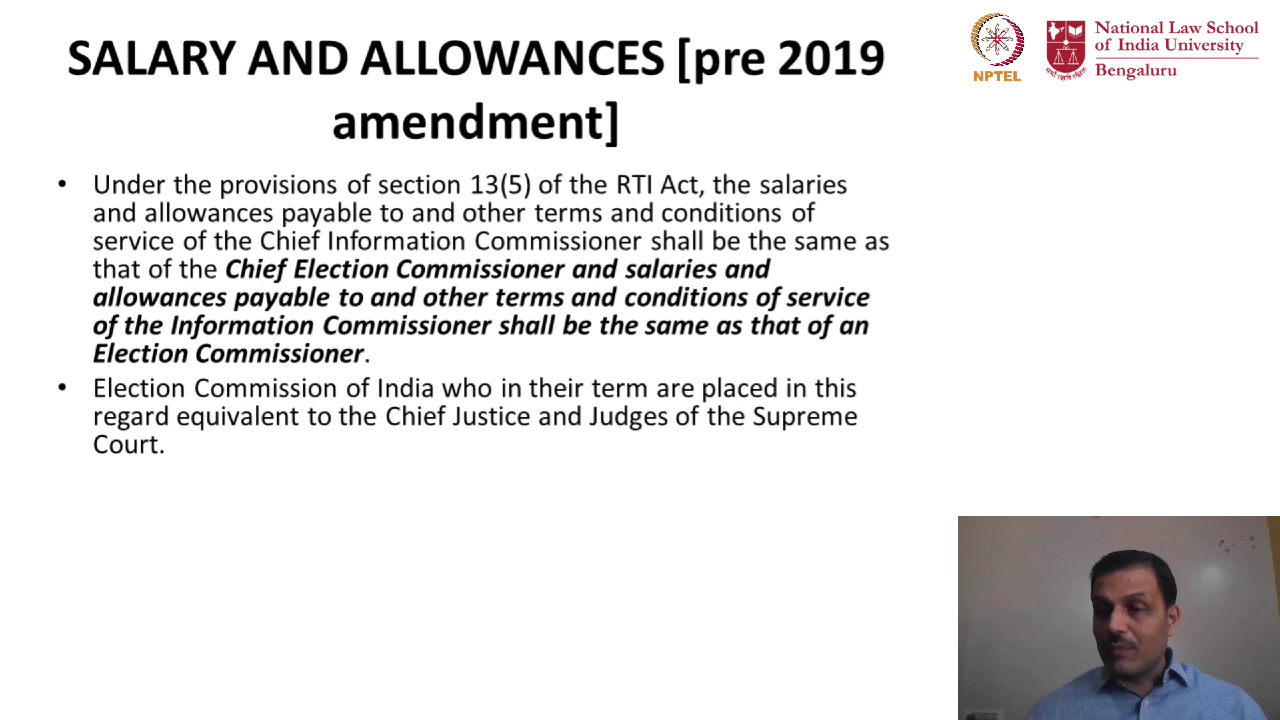 SALARY AND ALLOWANCES [pre 2019
amendment]
NPTEL
National Law School
of India University
Bengaluru
• Under the provisions of section 13(5) of the RTI Act, the salaries
and allowances payable to and other terms and conditions of
service of the Chief Information Commissioner shall be the same as
that of the Chief Election Commissioner and salaries and
allowances payable to and other terms and conditions of service
of the Information Commissioner shall be the same as that of an
Election Commissioner.
• Election Commission of India who in their term are placed in this
regard equivalent to the Chief Justice and Judges of the Supreme
Court.